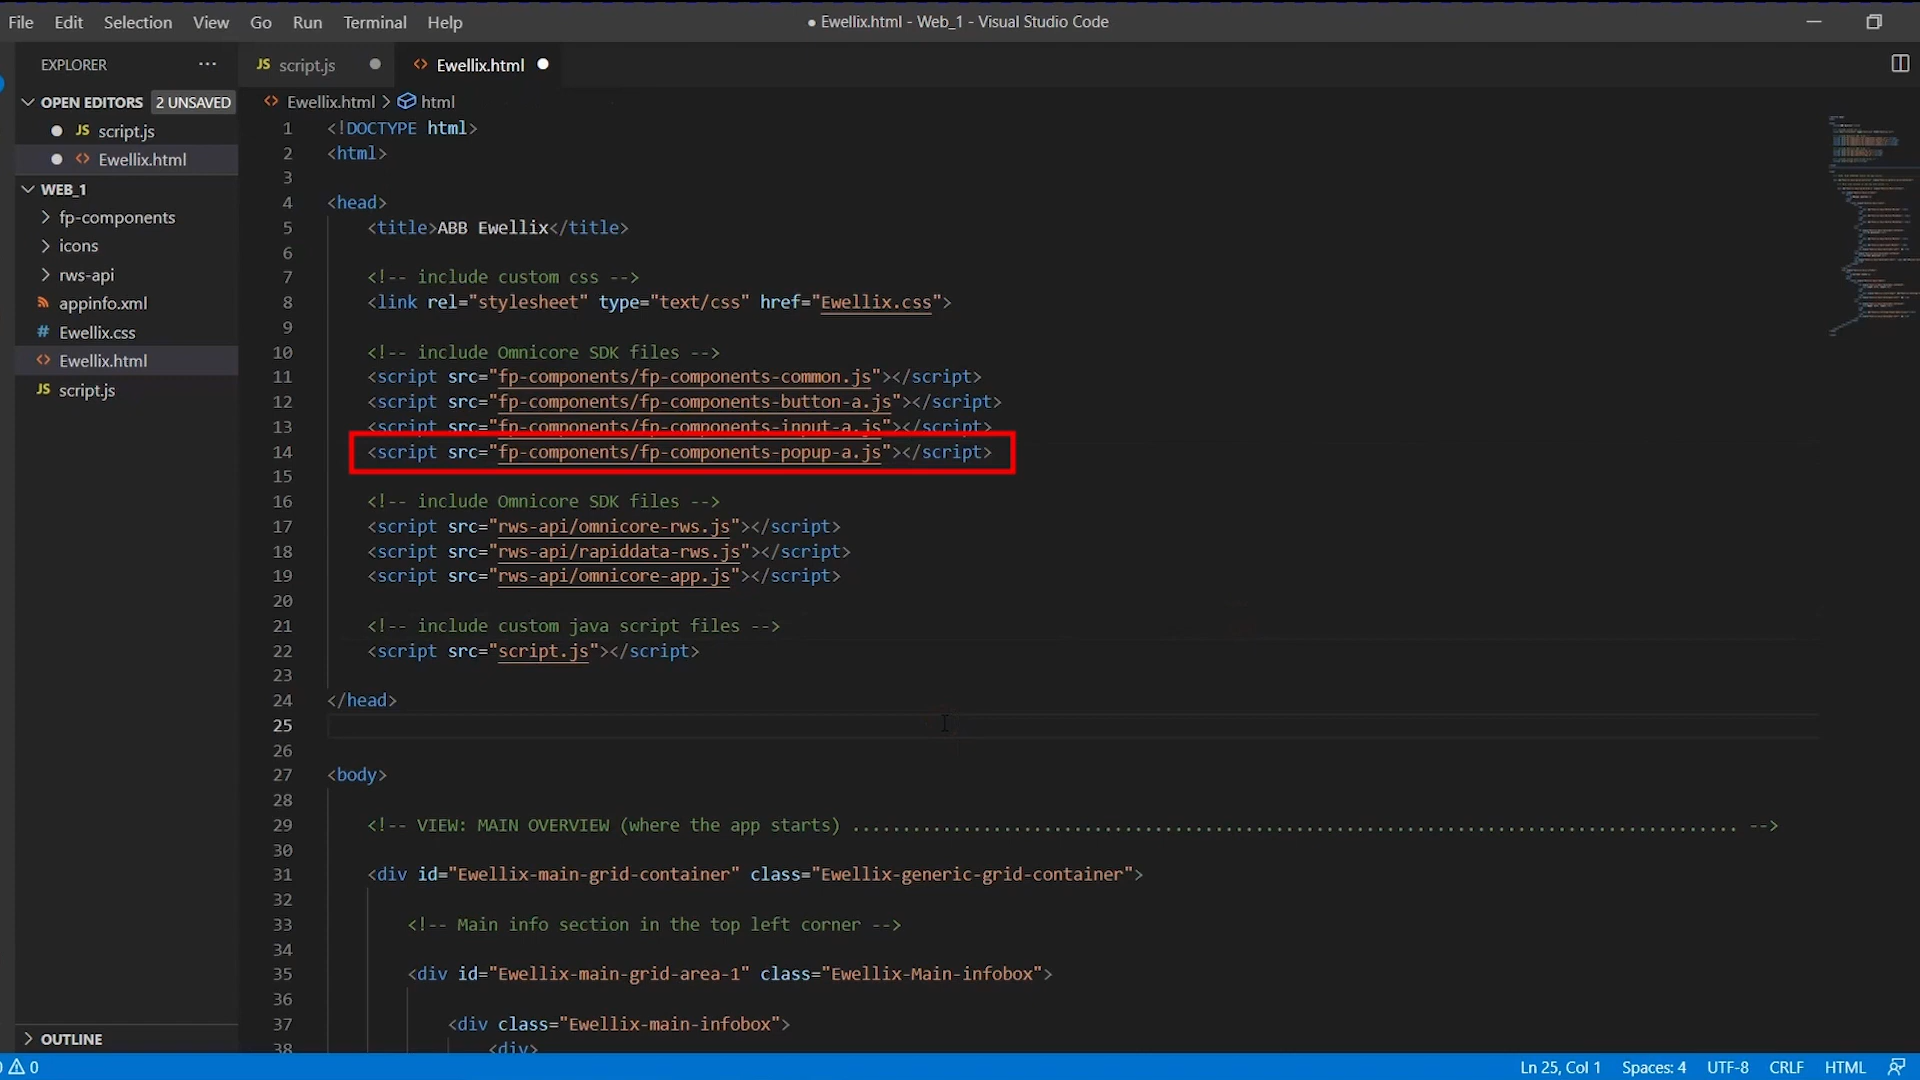 File Edit Selection View Go Run Terminal Help
● Ewellix.html - Web_1 - Visual Studio Code
EXPLORER ···
JS script.js
<> Ewellix.html
OPEN EDITORS 2 UNSAVED
JS script.js
<> Ewellix.html
WEB_1
fp-components
icons
rws-api
appinfo.xml
# Ewellix.css
<> Ewellix.html
JS script.js
OUTLINE
<> Ewellix.html > html
1 <!DOCTYPE html>
2 <html>
3
4 <head>
5 <title>ABB Ewellix</title>
6
7 <!-- include custom css -->
8 <link rel="stylesheet" type="text/css" href="Ewellix.css">
9
10 <!-- include Omnicore SDK files -->
11 <script src="fp-components/fp-components-common.js"></script>
12 <script src="fp-components/fp-components-button-a.js"></script>
13 <script src="fp-components/fp-components-input-a.js"></script>
14 <script src="fp-components/fp-components-popup-a.js"></script>
15
16 <!-- include Omnicore SDK files -->
17 <script src="rws-api/omnicore-rws.js"></script>
18 <script src="rws-api/rapiddata-rws.js"></script>
19 <script src="rws-api/omnicore-app.js"></script>
20
21 <!-- include custom java script files -->
22 <script src="script.js"></script>
23
24 </head>
25
26
27 <body>
28
29 <!-- VIEW: MAIN OVERVIEW (where the app starts) ........................................................................................ -->
30
31 <div id="Ewellix-main-grid-container" class="Ewellix-generic-grid-container">
32
33 <!-- Main info section in the top left corner -->
34
35 <div id="Ewellix-main-grid-area-1" class="Ewellix-Main-infobox">
36
37 <div class="Ewellix-main-infobox">
38 <div>
0
Ln 25, Col 1 Spaces: 4 UTF-8 CRLF HTML